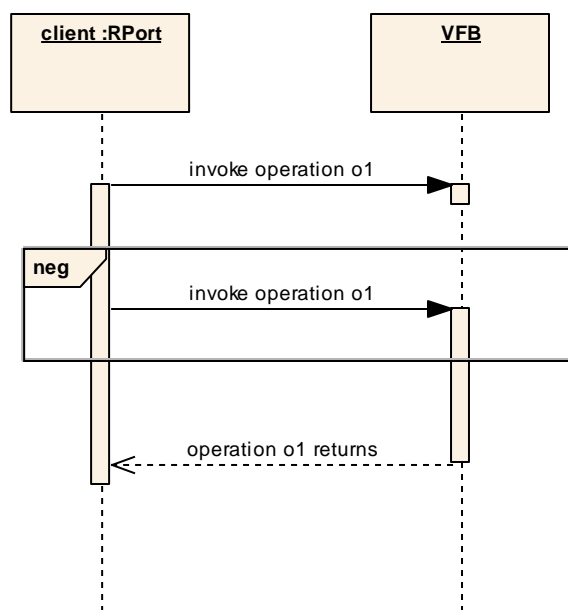 client :RPort
VFB
invoke operation o1
neg
invoke operation o1
operation o1 returns